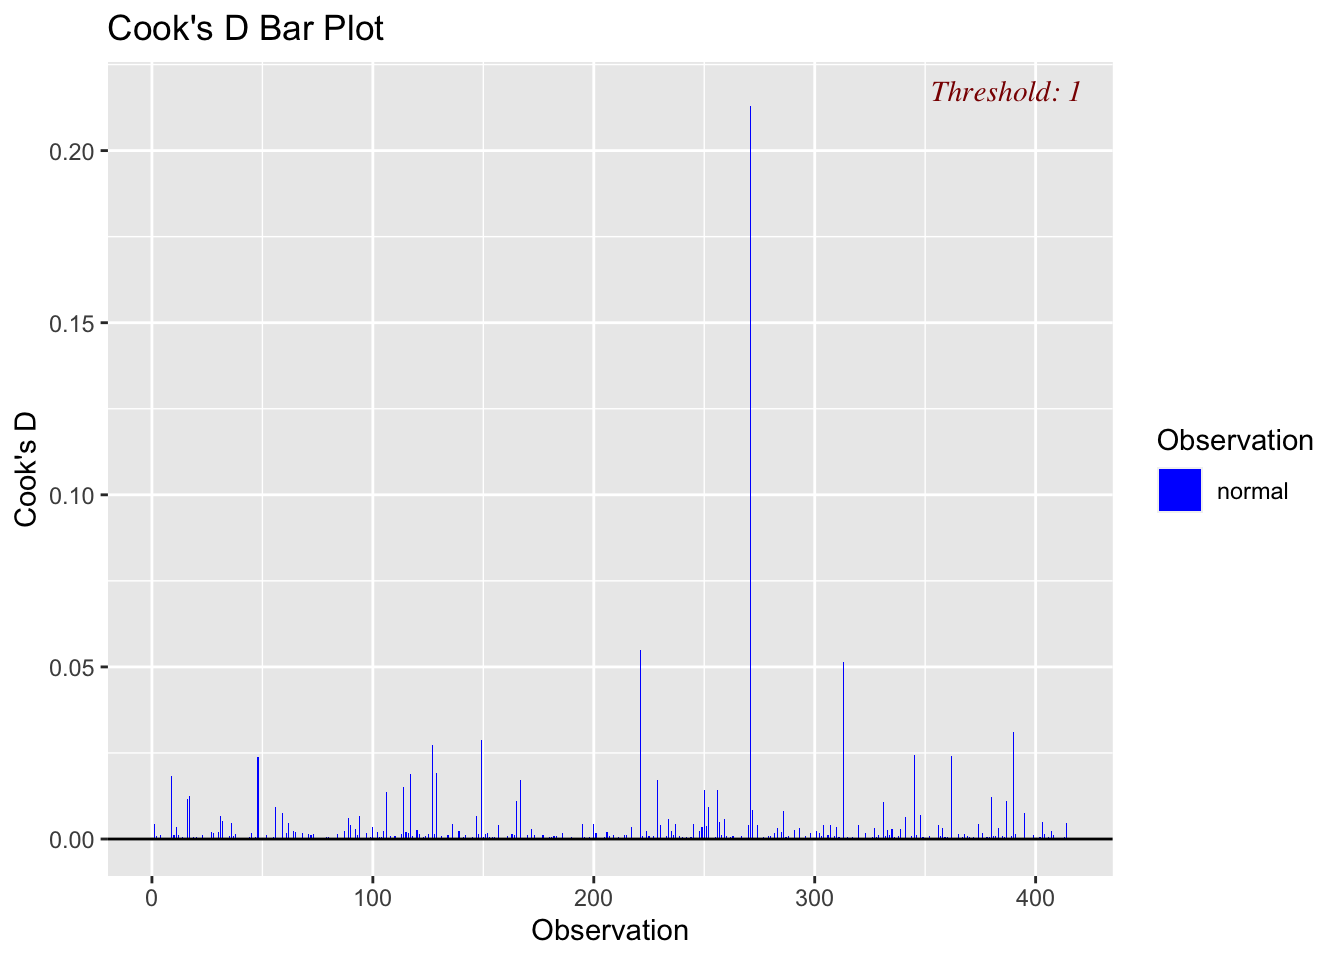 Cook's D Bar Plot
Threshold: 1
0.20
0.15
0.10
0.05
0.00
Cook's D
0 100 200 300 400
Observation
Observation
normal